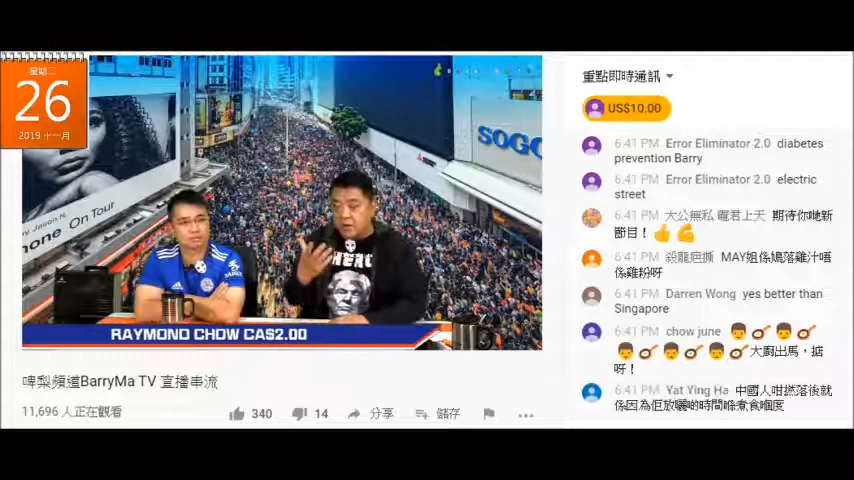 星期二
26
2019 十一月
SOGO
y Jason N.
hone On Tour
HERO
RAYMOND CHOW CA$2.00
啤梨頻道BarryMa TV 直播串流
11,696 人正在觀看
340
14
分享
儲存
重點即時通訊
US$10.00
6:41 PM Error Eliminator 2.0 diabetes
prevention Barry
6:41 PM Error Eliminator 2.0 electric
street
6:41 PM 大公無私 竈君上天 期待你哋新
節目！👍💪
6:41 PM MAY姐係鳩落雞汁唔
係雞粉呀
6:41 PM Darren Wong yes better than
Singapore
6:41 PM chow june 👨🍳👨🍳
👨🍳👨🍳👨🍳大廚出馬，掂
呀！
6:41 PM Yat Ying Ha 中國人咁撚落後就
係因為佢放曬啲時間喺煮食嗰度